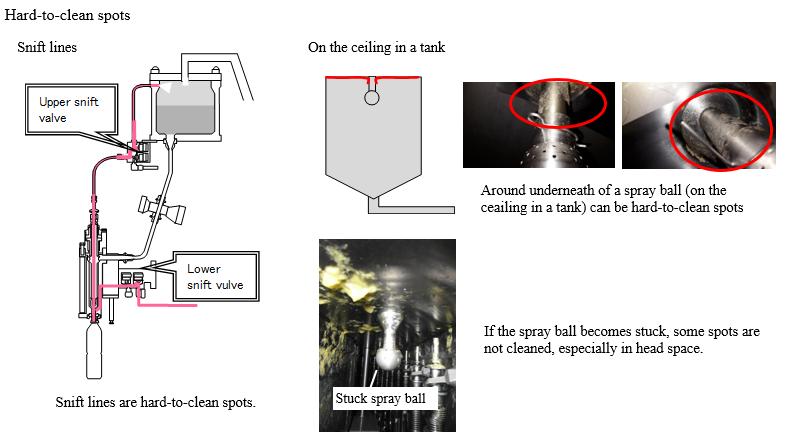 Hard-to-clean spots
Snift lines
Upper snift
valve
Lower
snift vulve
Snift lines are hard-to-clean spots.
On the ceiling in a tank
Around underneath of a spray ball (on the
ceailing in a tank) can be hard-to-clean spots
Stuck spray ball
If the spray ball becomes stuck, some spots are
not cleaned, especially in head space.